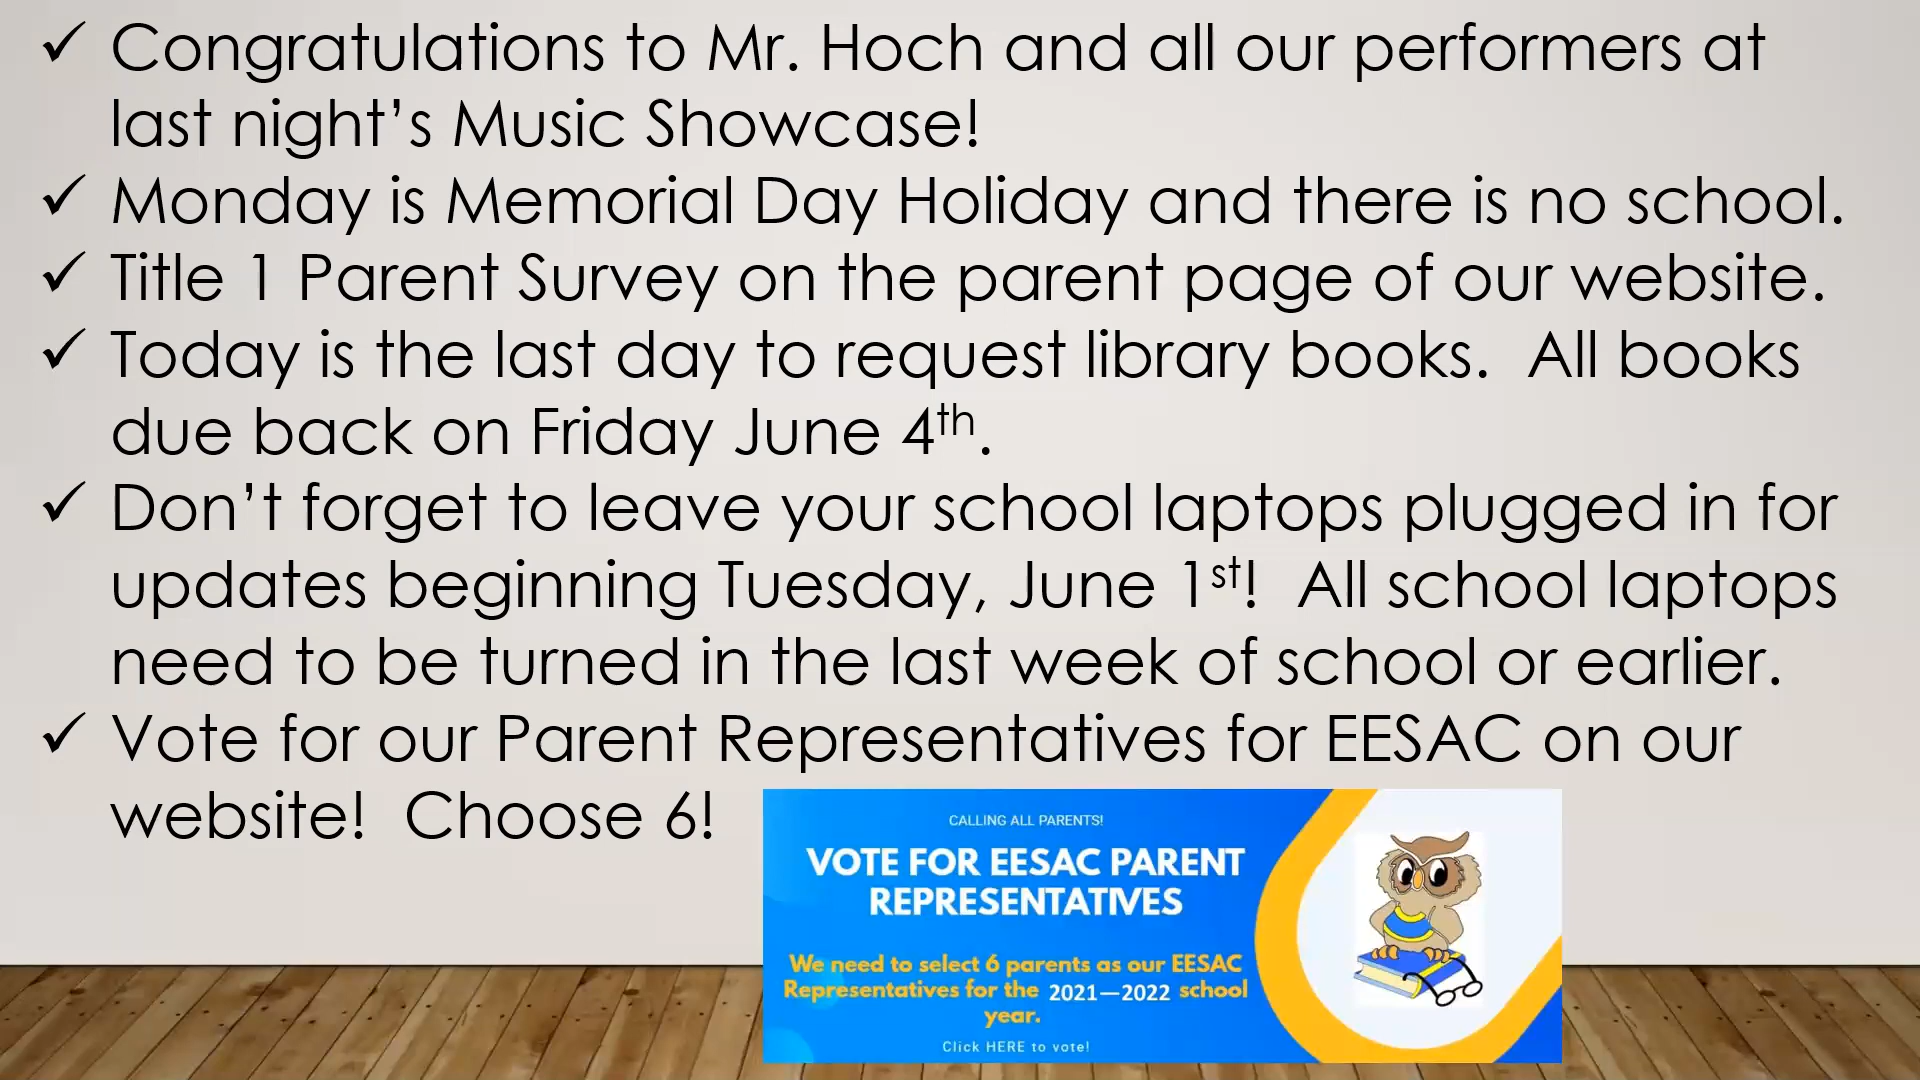 ✓ Congratulations to Mr. Hoch and all our performers at
last night’s Music Showcase!
✓ Monday is Memorial Day Holiday and there is no school.
✓ Title 1 Parent Survey on the parent page of our website.
✓ Today is the last day to request library books.  All books
due back on Friday June 4th.
✓ Don’t forget to leave your school laptops plugged in for
updates beginning Tuesday, June 1st!  All school laptops
need to be turned in the last week of school or earlier.
✓ Vote for our Parent Representatives for EESAC on our
website!  Choose 6!
CALLING ALL PARENTS!
VOTE FOR EESAC PARENT
REPRESENTATIVES
We need to select 6 parents as our EESAC
Representatives for the 2021—2022 school
year.
Click HERE to vote!